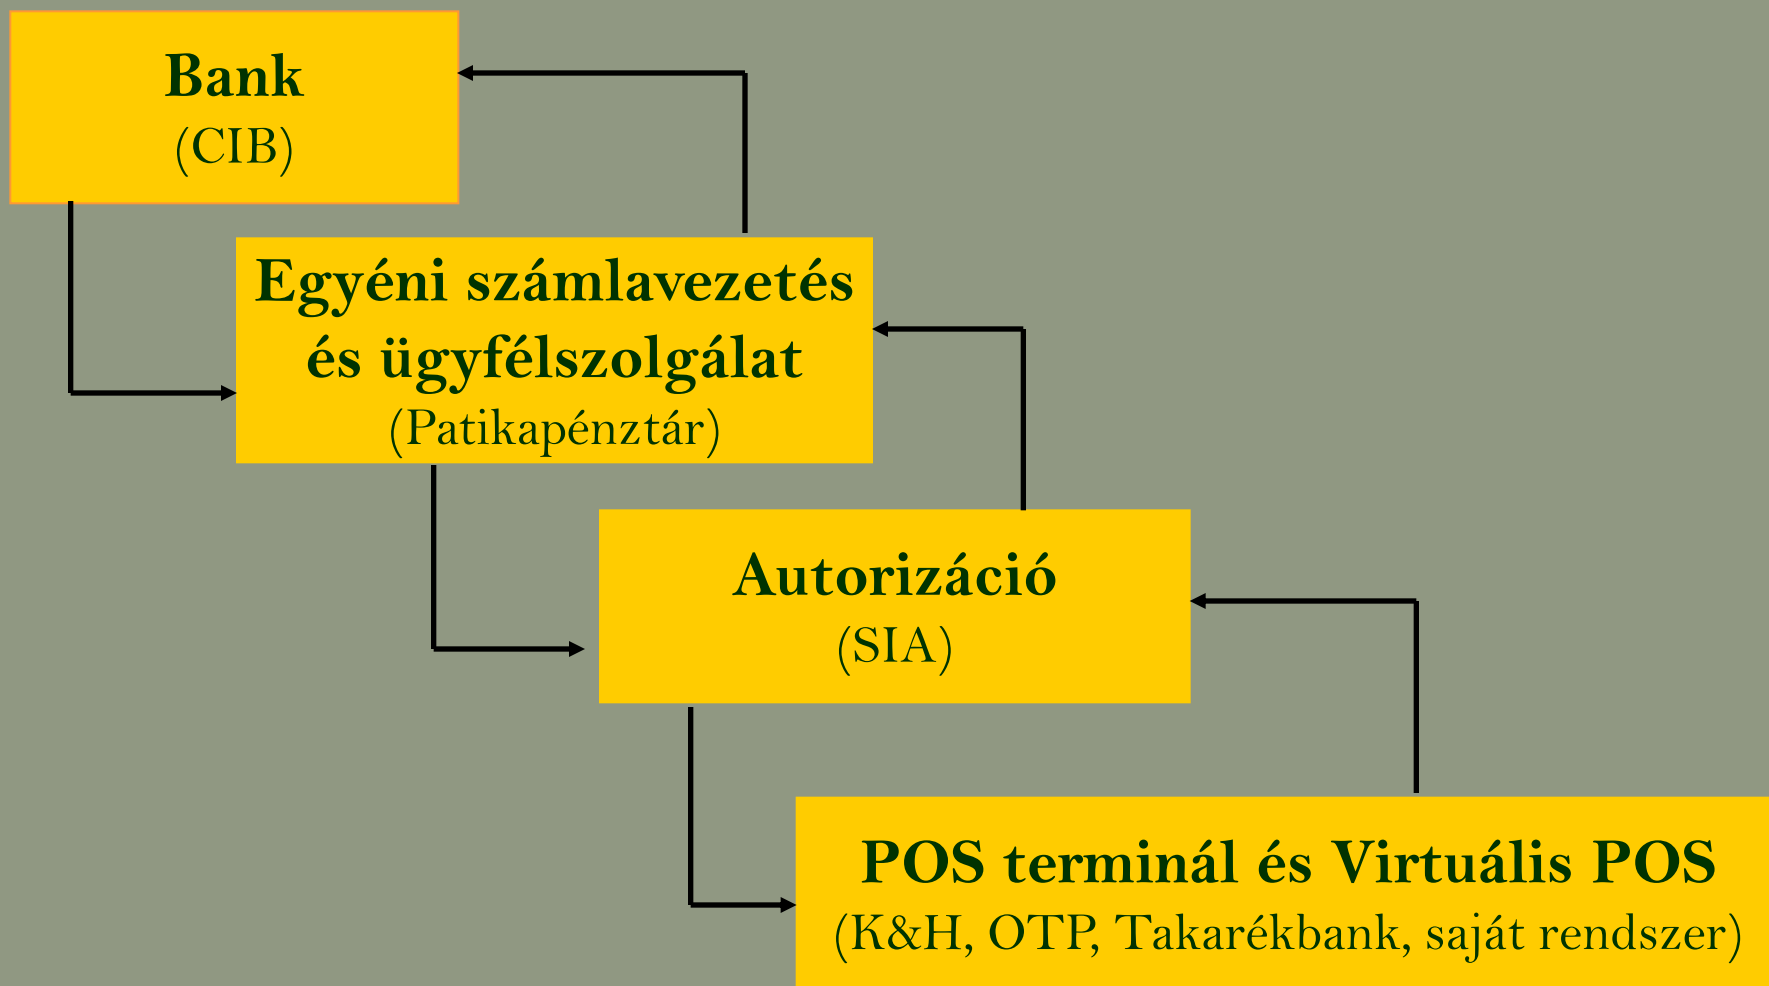 Bank
(CIB)
Egyéni számlavezetés
és ügyfélszolgálat
(Patikapénztár)
Autorizáció
(SIA)
POS terminál és Virtuális POS
(K&H, OTP, Takarékbank, saját rendszer)